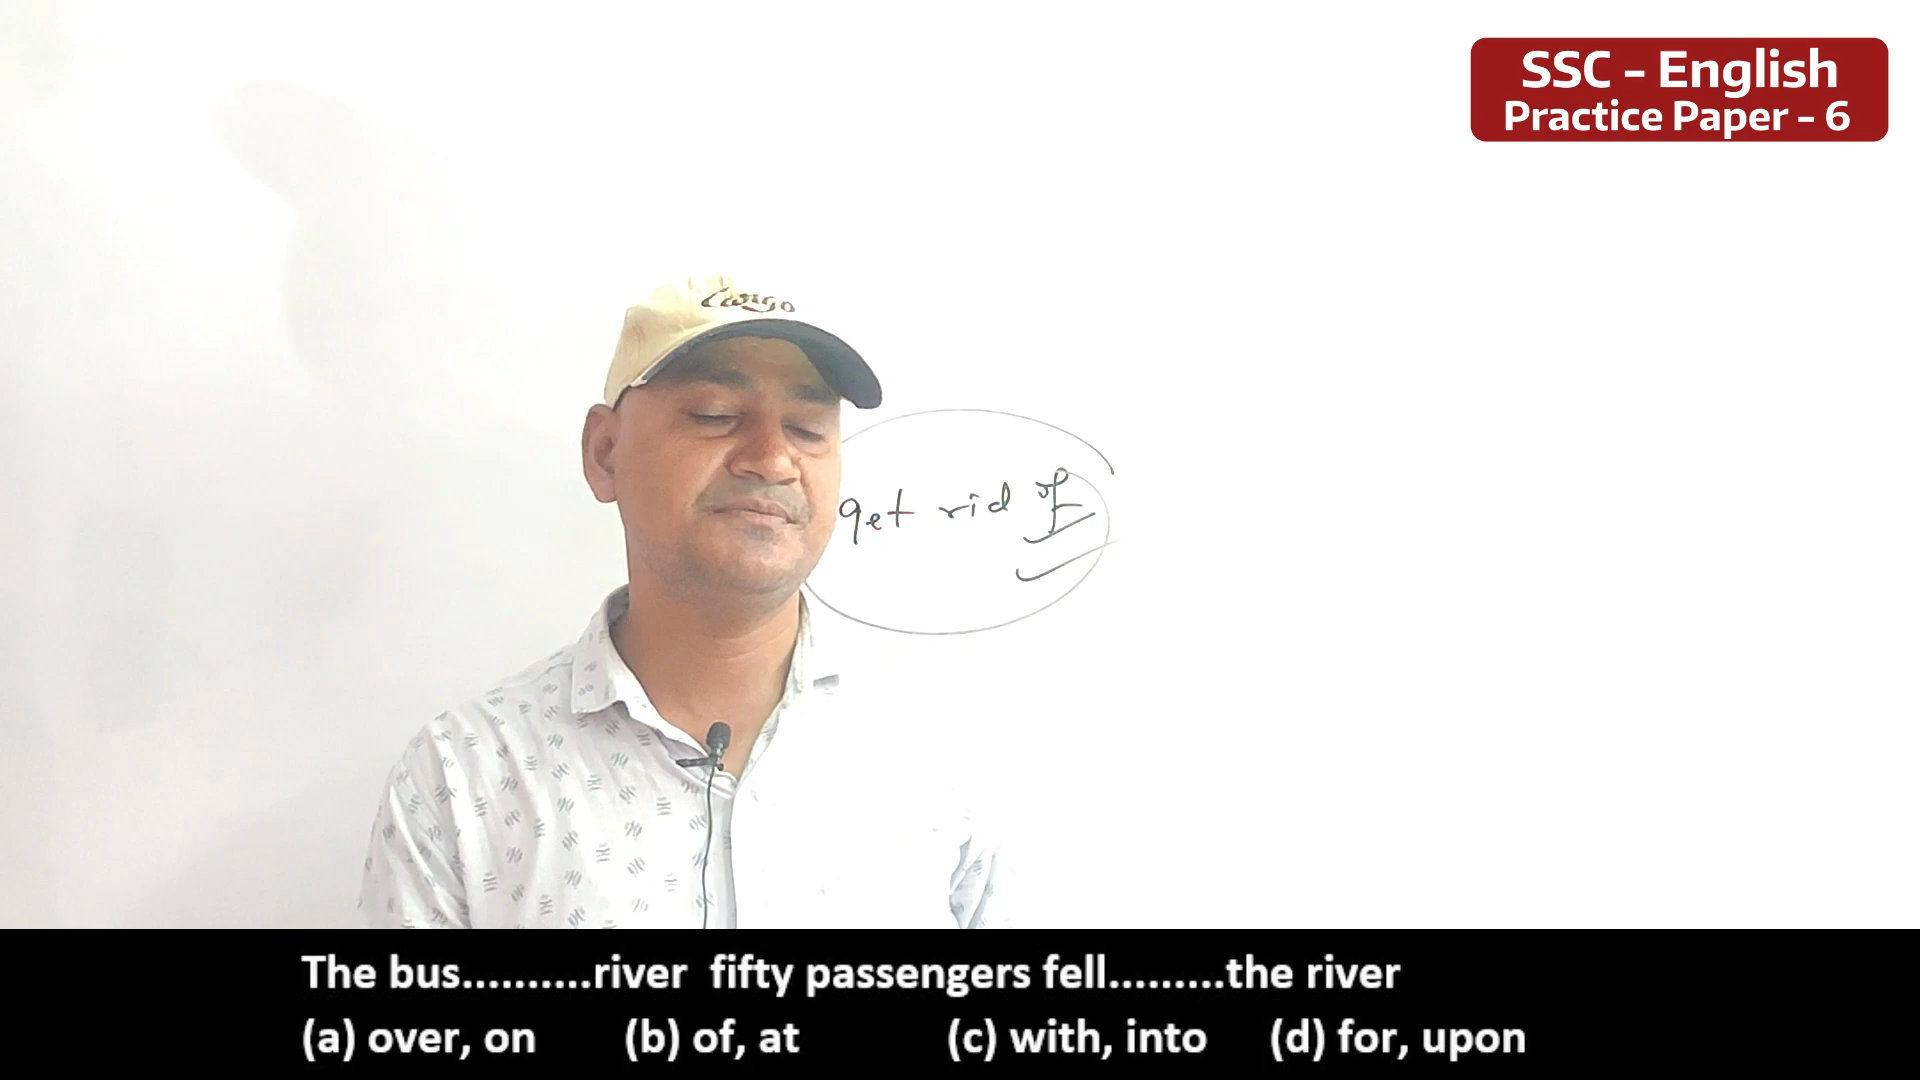 SSC – English
Practice Paper – 6
Cargo
get rid of
The bus..........river fifty passengers fell.........the river
(a) over, on (b) of, at (c) with, into (d) for, upon